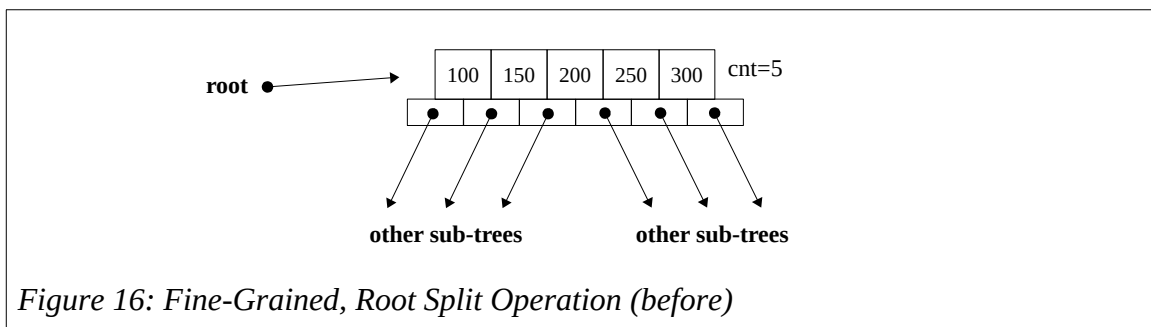 root 100 150 200 250 300 cnt=5
other sub-trees other sub-trees
Figure 16: Fine-Grained, Root Split Operation (before)